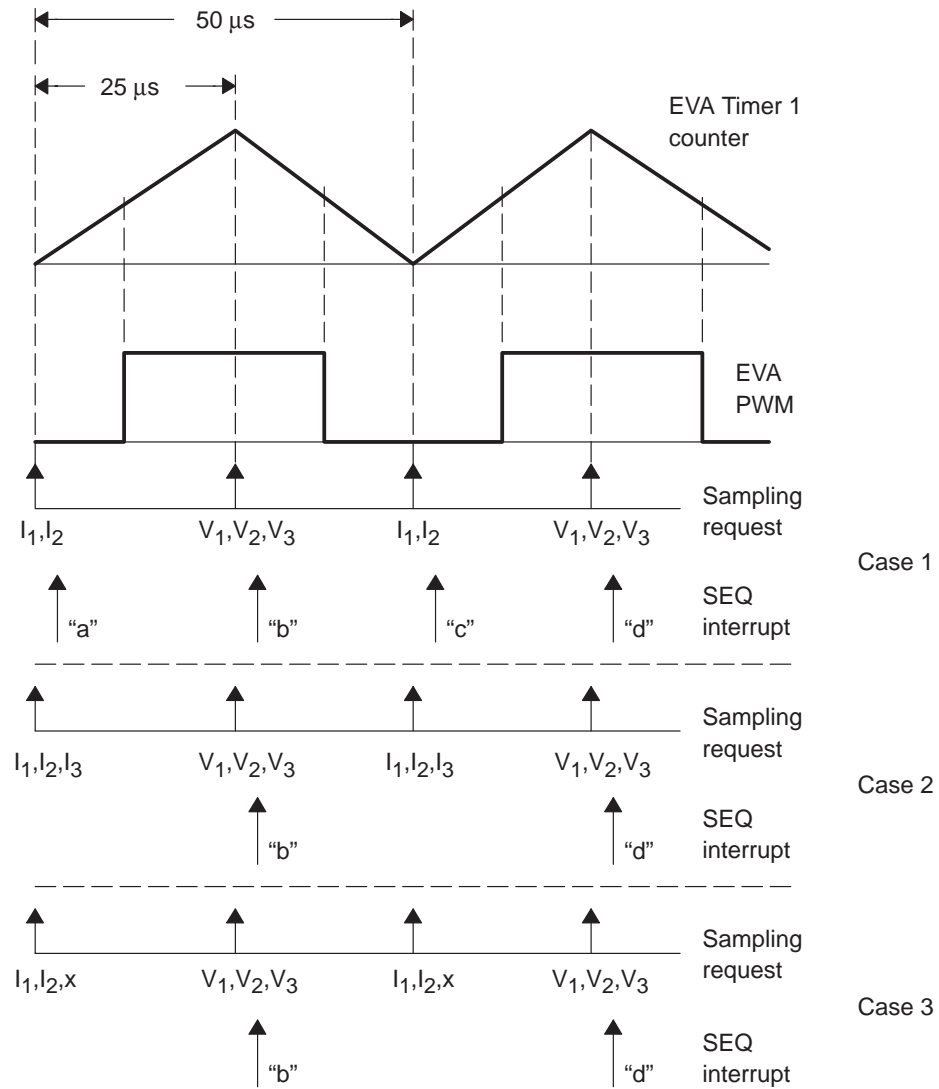 50 μs
25 μs
EVA Timer 1
counter
EVA
PWM
Sampling
request
I1,I2
V1,V2,V3
I1,I2
V1,V2,V3
Case 1
"a"
"b"
"c"
"d"
SEQ
interrupt
Sampling
request
I1,I2,I3
V1,V2,V3
I1,I2,I3
V1,V2,V3
Case 2
"b"
"d"
SEQ
interrupt
Sampling
request
I1,I2,x
V1,V2,V3
I1,I2,x
V1,V2,V3
Case 3
"b"
"d"
SEQ
interrupt